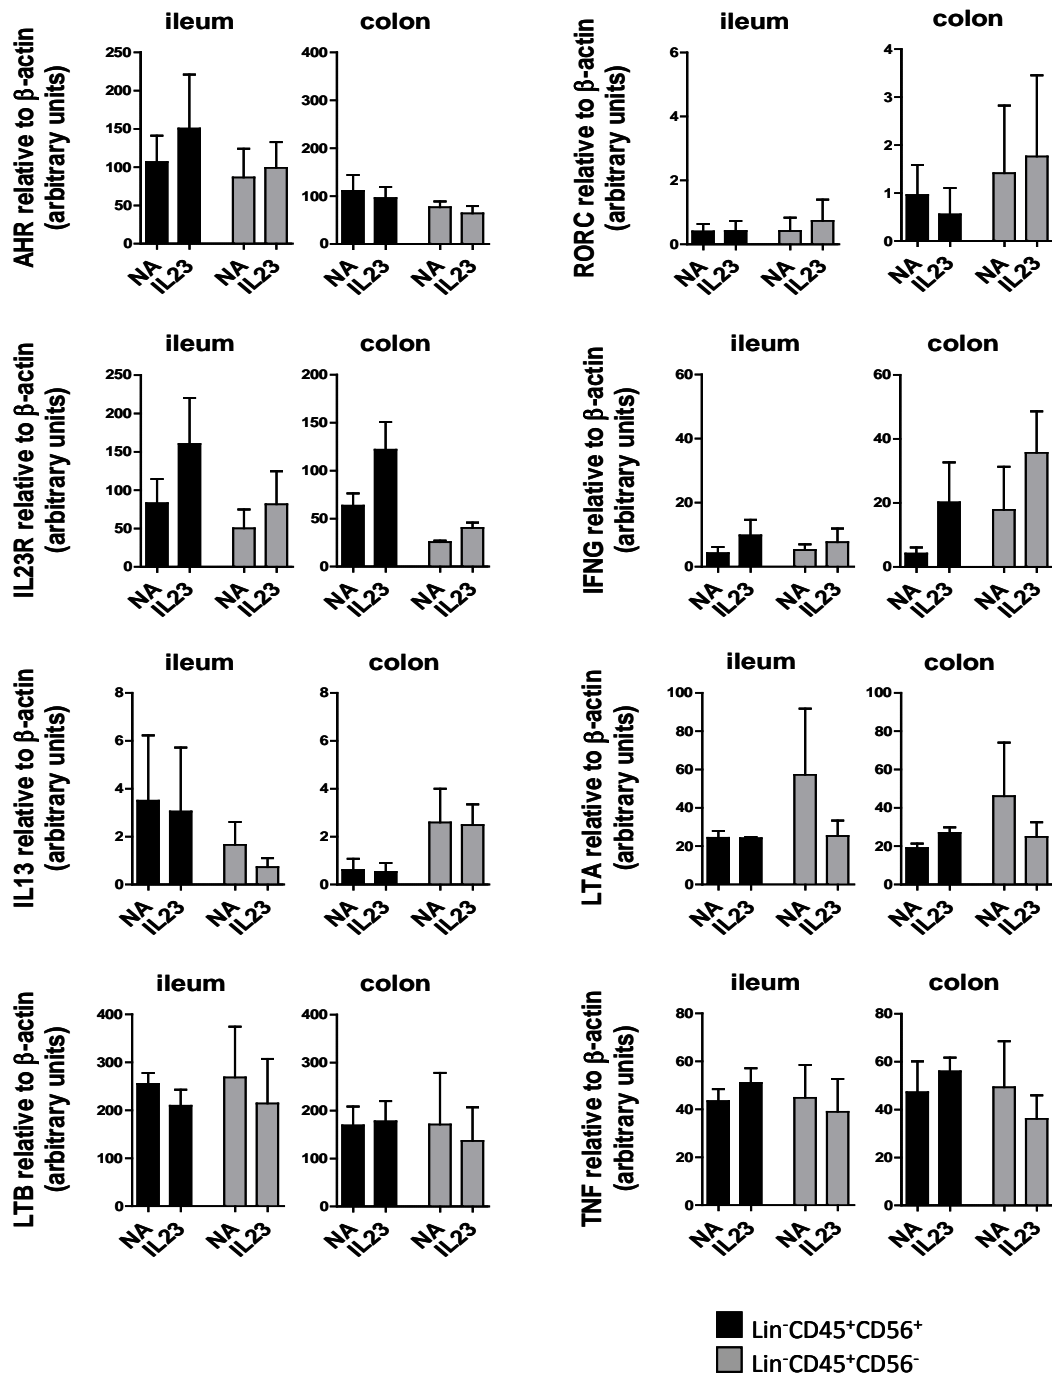 ileum
colon
AHR relative to β-actin
(arbitrary units)
250
200
150
100
50
0
NA
IL23
NA
IL23
400
300
200
100
0
NA
IL23
NA
IL23
ileum
colon
RORC relative to β-actin
(arbitrary units)
6
4
2
0
NA
IL23
NA
IL23
4
3
2
1
0
NA
IL23
NA
IL23
ileum
colon
IL23R relative to β-actin
(arbitrary units)
250
200
150
100
50
0
NA
IL23
NA
IL23
200
150
100
50
0
NA
IL23
NA
IL23
ileum
colon
IFNG relative to β-actin
(arbitrary units)
60
40
20
0
NA
IL23
NA
IL23
60
40
20
0
NA
IL23
NA
IL23
ileum
colon
IL13 relative to β-actin
(arbitrary units)
8
6
4
2
0
NA
IL23
NA
IL23
8
6
4
2
0
NA
IL23
NA
IL23
ileum
colon
LTA relative to β-actin
(arbitrary units)
100
80
60
40
20
0
NA
IL23
NA
IL23
100
80
60
40
20
0
NA
IL23
NA
IL23
ileum
colon
LTB relative to β-actin
(arbitrary units)
400
300
200
100
0
NA
IL23
NA
IL23
400
300
200
100
0
NA
IL23
NA
IL23
ileum
colon
TNF relative to β-actin
(arbitrary units)
80
60
40
20
0
NA
IL23
NA
IL23
80
60
40
20
0
NA
IL23
NA
IL23
Lin⁻CD45⁺CD56⁺
Lin⁻CD45⁺CD56⁻